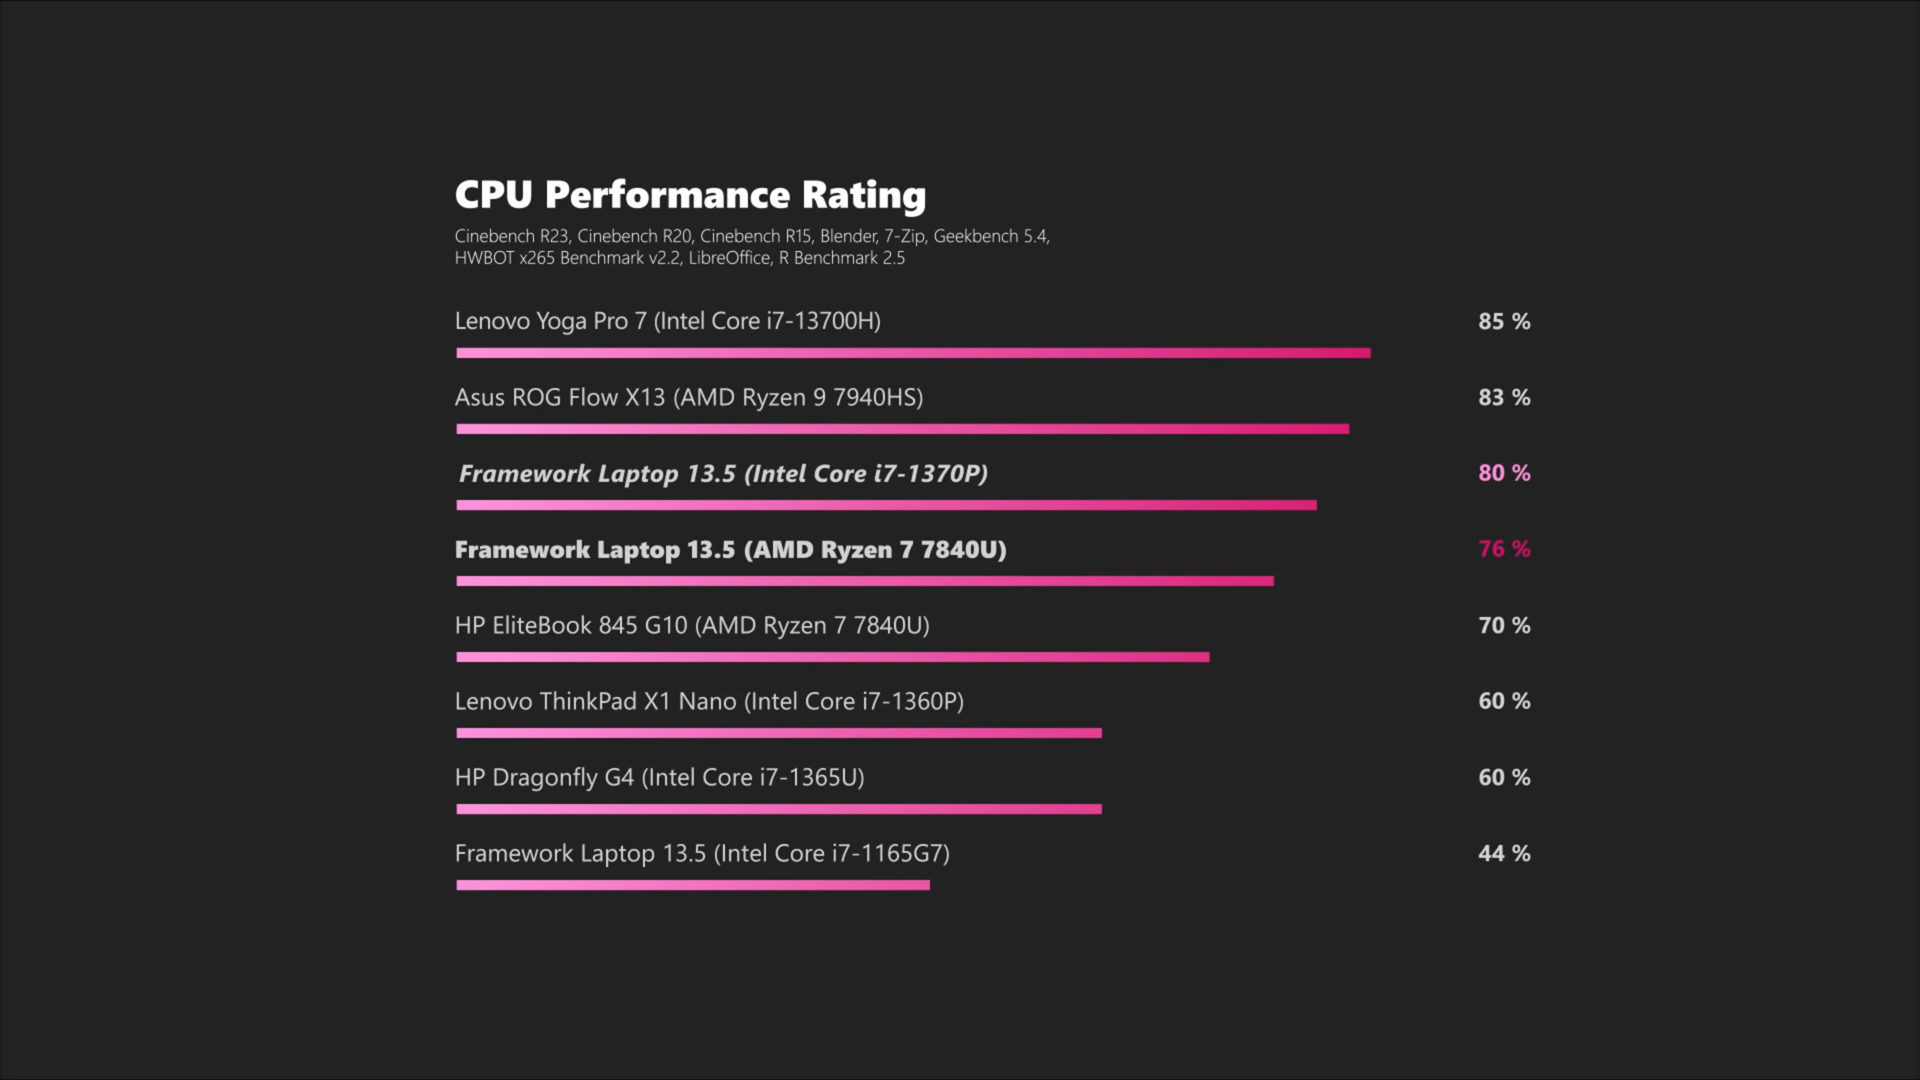 CPU Performance Rating
Cinebench R23, Cinebench R20, Cinebench R15, Blender, 7-Zip, Geekbench 5.4,
HWBOT x265 Benchmark v2.2, LibreOffice, R Benchmark 2.5
Lenovo Yoga Pro 7 (Intel Core i7-13700H) 85 %
Asus ROG Flow X13 (AMD Ryzen 9 7940HS) 83 %
Framework Laptop 13.5 (Intel Core i7-1370P) 80 %
Framework Laptop 13.5 (AMD Ryzen 7 7840U) 76 %
HP EliteBook 845 G10 (AMD Ryzen 7 7840U) 70 %
Lenovo ThinkPad X1 Nano (Intel Core i7-1360P) 60 %
HP Dragonfly G4 (Intel Core i7-1365U) 60 %
Framework Laptop 13.5 (Intel Core i7-1165G7) 44 %